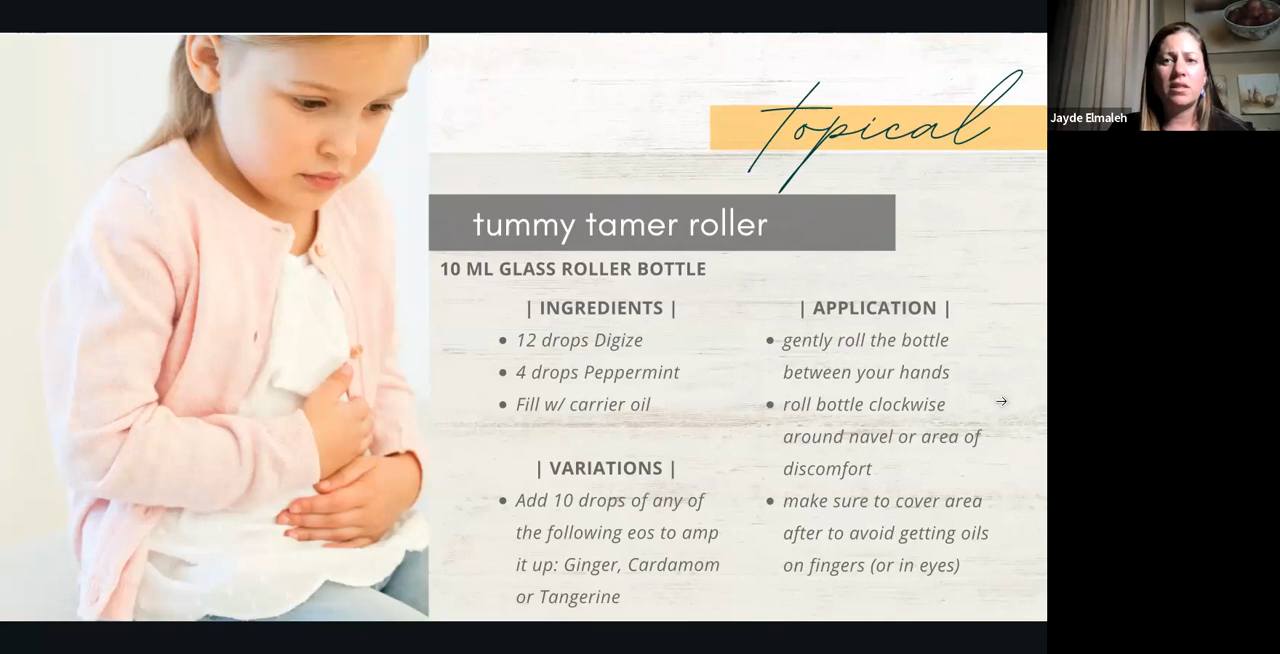 topical
Jayde Elmaleh
tummy tamer roller
10 ML GLASS ROLLER BOTTLE
| INGREDIENTS |
• 12 drops Digize
• 4 drops Peppermint
• Fill w/ carrier oil
| VARIATIONS |
• Add 10 drops of any of
the following eos to amp
it up: Ginger, Cardamom
or Tangerine
| APPLICATION |
• gently roll the bottle
between your hands
• roll bottle clockwise
around navel or area of
discomfort
• make sure to cover area
after to avoid getting oils
on fingers (or in eyes)